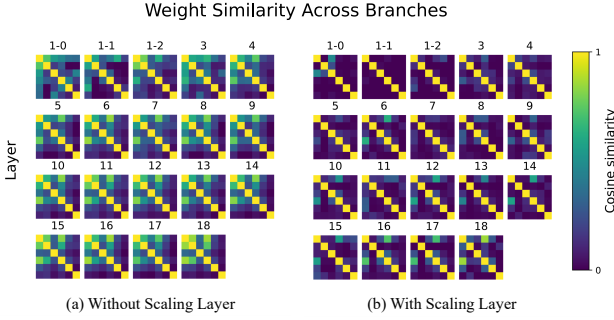 Weight Similarity Across Branches
1-0 1-1 1-2 3 4
5 6 7 8 9
10 11 12 13 14
15 16 17 18
1-0 1-1 1-2 3 4
5 6 7 8 9
10 11 12 13 14
15 16 17 18
Layer
1
Cosine similarity
0
(a) Without Scaling Layer
(b) With Scaling Layer